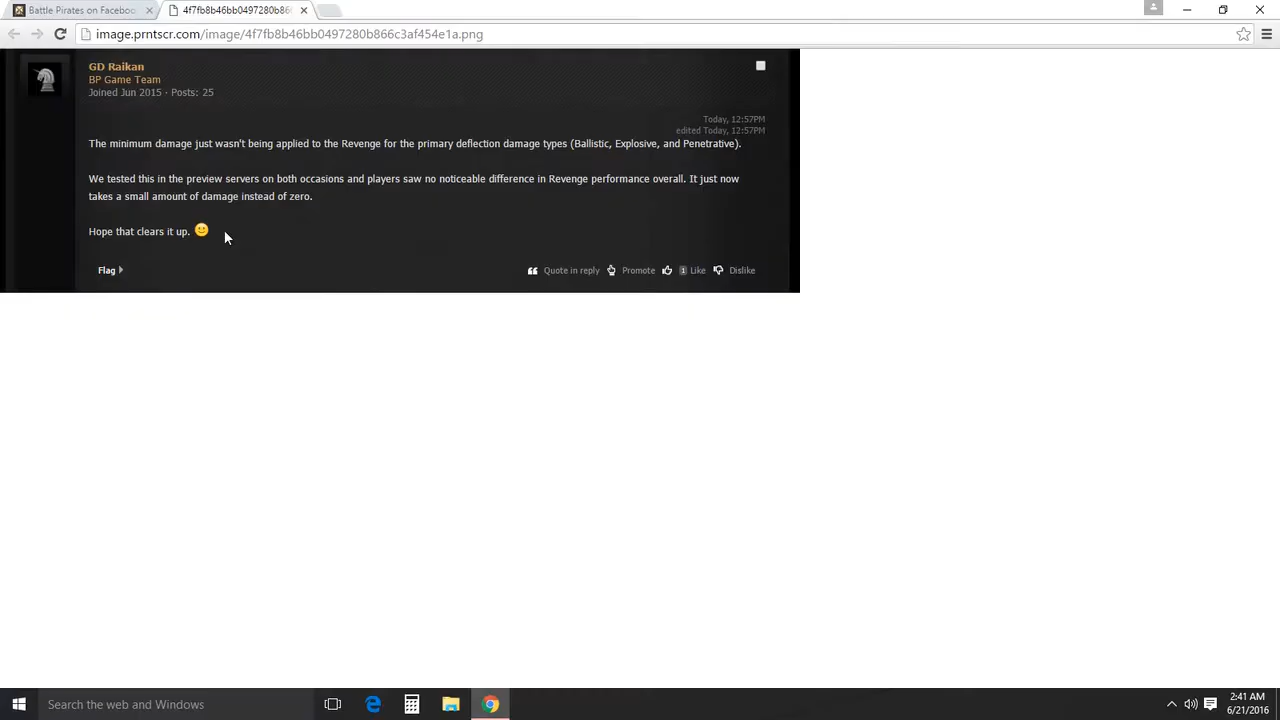 Battle Pirates on Faceboo
4f7fb8b46bb0497280b86
image.prntscr.com/image/4f7fb8b46bb0497280b866c3af454e1a.png
GD Raikan
BP Game Team
Joined Jun 2015 · Posts: 25
Today, 12:57PM
edited Today, 12:57PM
The minimum damage just wasn't being applied to the Revenge for the primary deflection damage types (Ballistic, Explosive, and Penetrative).
We tested this in the preview servers on both occasions and players saw no noticeable difference in Revenge performance overall. It just now
takes a small amount of damage instead of zero.
Hope that clears it up.
Flag
Quote in reply Promote 1 Like Dislike
Search the web and Windows
2:41 AM
6/21/2016